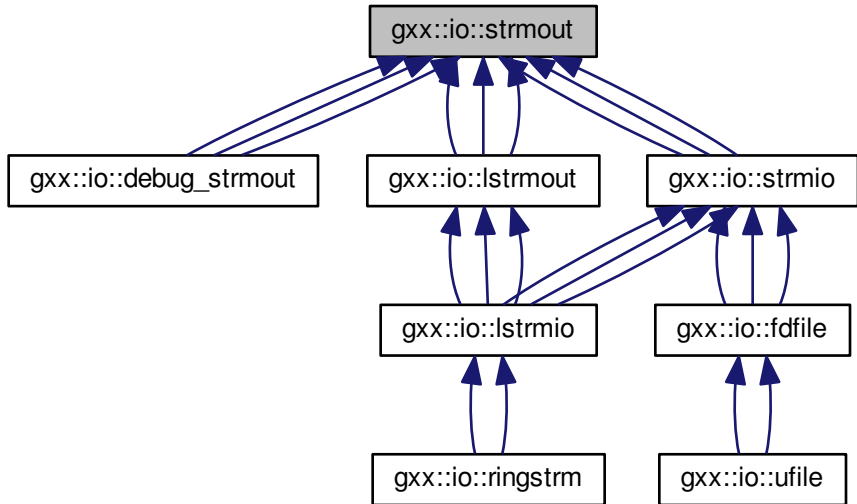 gxx::io::strmout
gxx::io::debug_strmout
gxx::io::lstrmout
gxx::io::strmio
gxx::io::lstrmio
gxx::io::fdfile
gxx::io::ringstrm
gxx::io::ufile